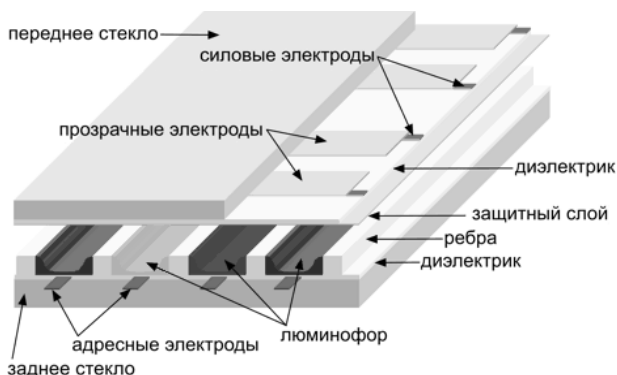 переднее стекло
силовые электроды
прозрачные электроды
диэлектрик
защитный слой
ребра
диэлектрик
люминофор
адресные электроды
заднее стекло